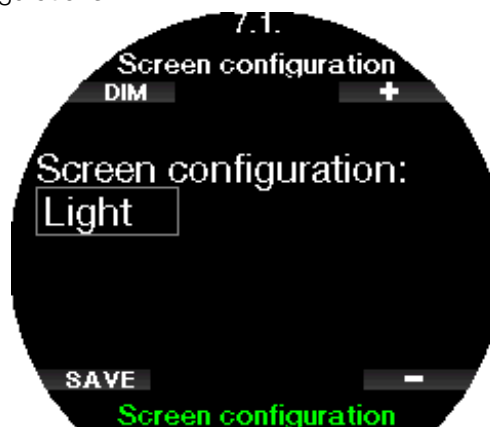 7.1.
Screen configuration
DIM +
Screen configuration:
Light
SAVE -
Screen configuration